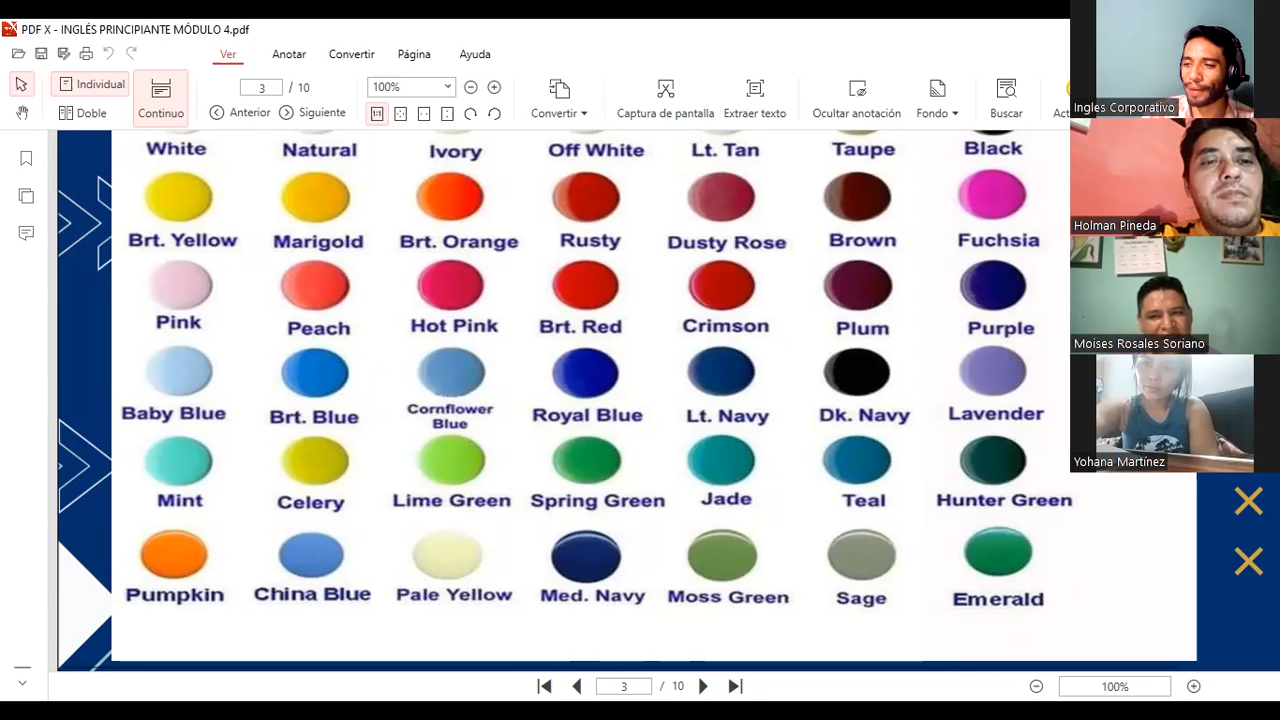 PDF X - INGLÉS PRINCIPIANTE MÓDULO 4.pdf
Ver Anotar Convertir Página Ayuda
Individual
Doble
Continuo
3 / 10
Anterior Siguiente
100%
Convertir
Captura de pantalla
Extraer texto
Ocultar anotación
Fondo
Buscar
Ingles Corporativo
Holman Pineda
Moises Rosales Soriano
Yohana Martínez
White Natural Ivory Off White Lt. Tan Taupe Black
Brt. Yellow Marigold Brt. Orange Rusty Dusty Rose Brown Fuchsia
Pink Peach Hot Pink Brt. Red Crimson Plum Purple
Baby Blue Brt. Blue Cornflower Blue Royal Blue Lt. Navy Dk. Navy Lavender
Mint Celery Lime Green Spring Green Jade Teal Hunter Green
Pumpkin China Blue Pale Yellow Med. Navy Moss Green Sage Emerald
3 / 10
100%